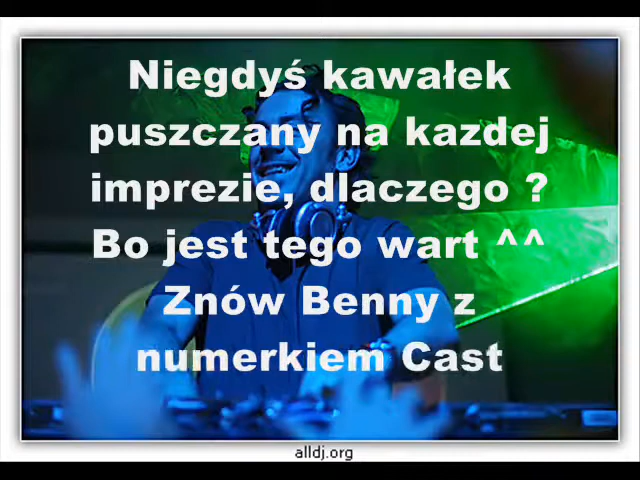 Niegdyś kawałek
puszczany na kazdej
imprezie, dlaczego ?
Bo jest tego wart ^^
Znów Benny z
numerkiem Cast
alldj.org